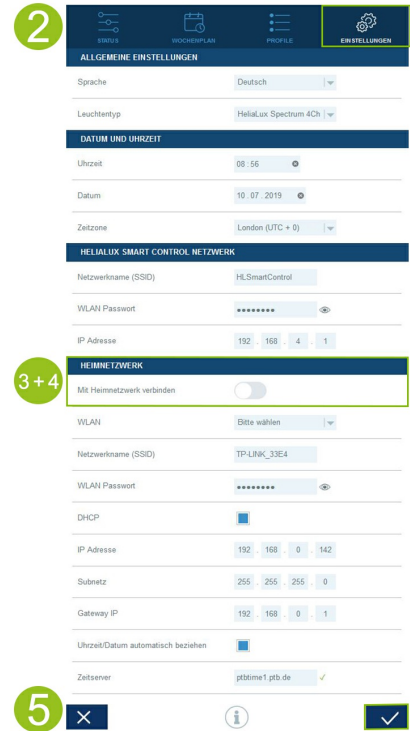 2
STATUS WOCHENPLAN PROFILE EINSTELLUNGEN
ALLGEMEINE EINSTELLUNGEN
Sprache Deutsch
Leuchtentyp HeliaLux Spectrum 4Ch
DATUM UND UHRZEIT
Uhrzeit 08 : 56
Datum 10 . 07 . 2019
Zeitzone London (UTC + 0)
HELIALUX SMART CONTROL NETZWERK
Netzwerkname (SSID) HLSmartControl
WLAN Passwort ••••••••
IP Adresse 192 . 168 . 4 . 1
3+4
HEIMNETZWERK
Mit Heimnetzwerk verbinden
WLAN Bitte wählen
Netzwerkname (SSID) TP-LINK_33E4
WLAN Passwort ••••••••
DHCP
IP Adresse 192 . 168 . 0 . 142
Subnetz 255 . 255 . 255 . 0
Gateway IP 192 . 168 . 0 . 1
Uhrzeit/Datum automatisch beziehen
Zeitserver ptbtime1.ptb.de ✓
5
i